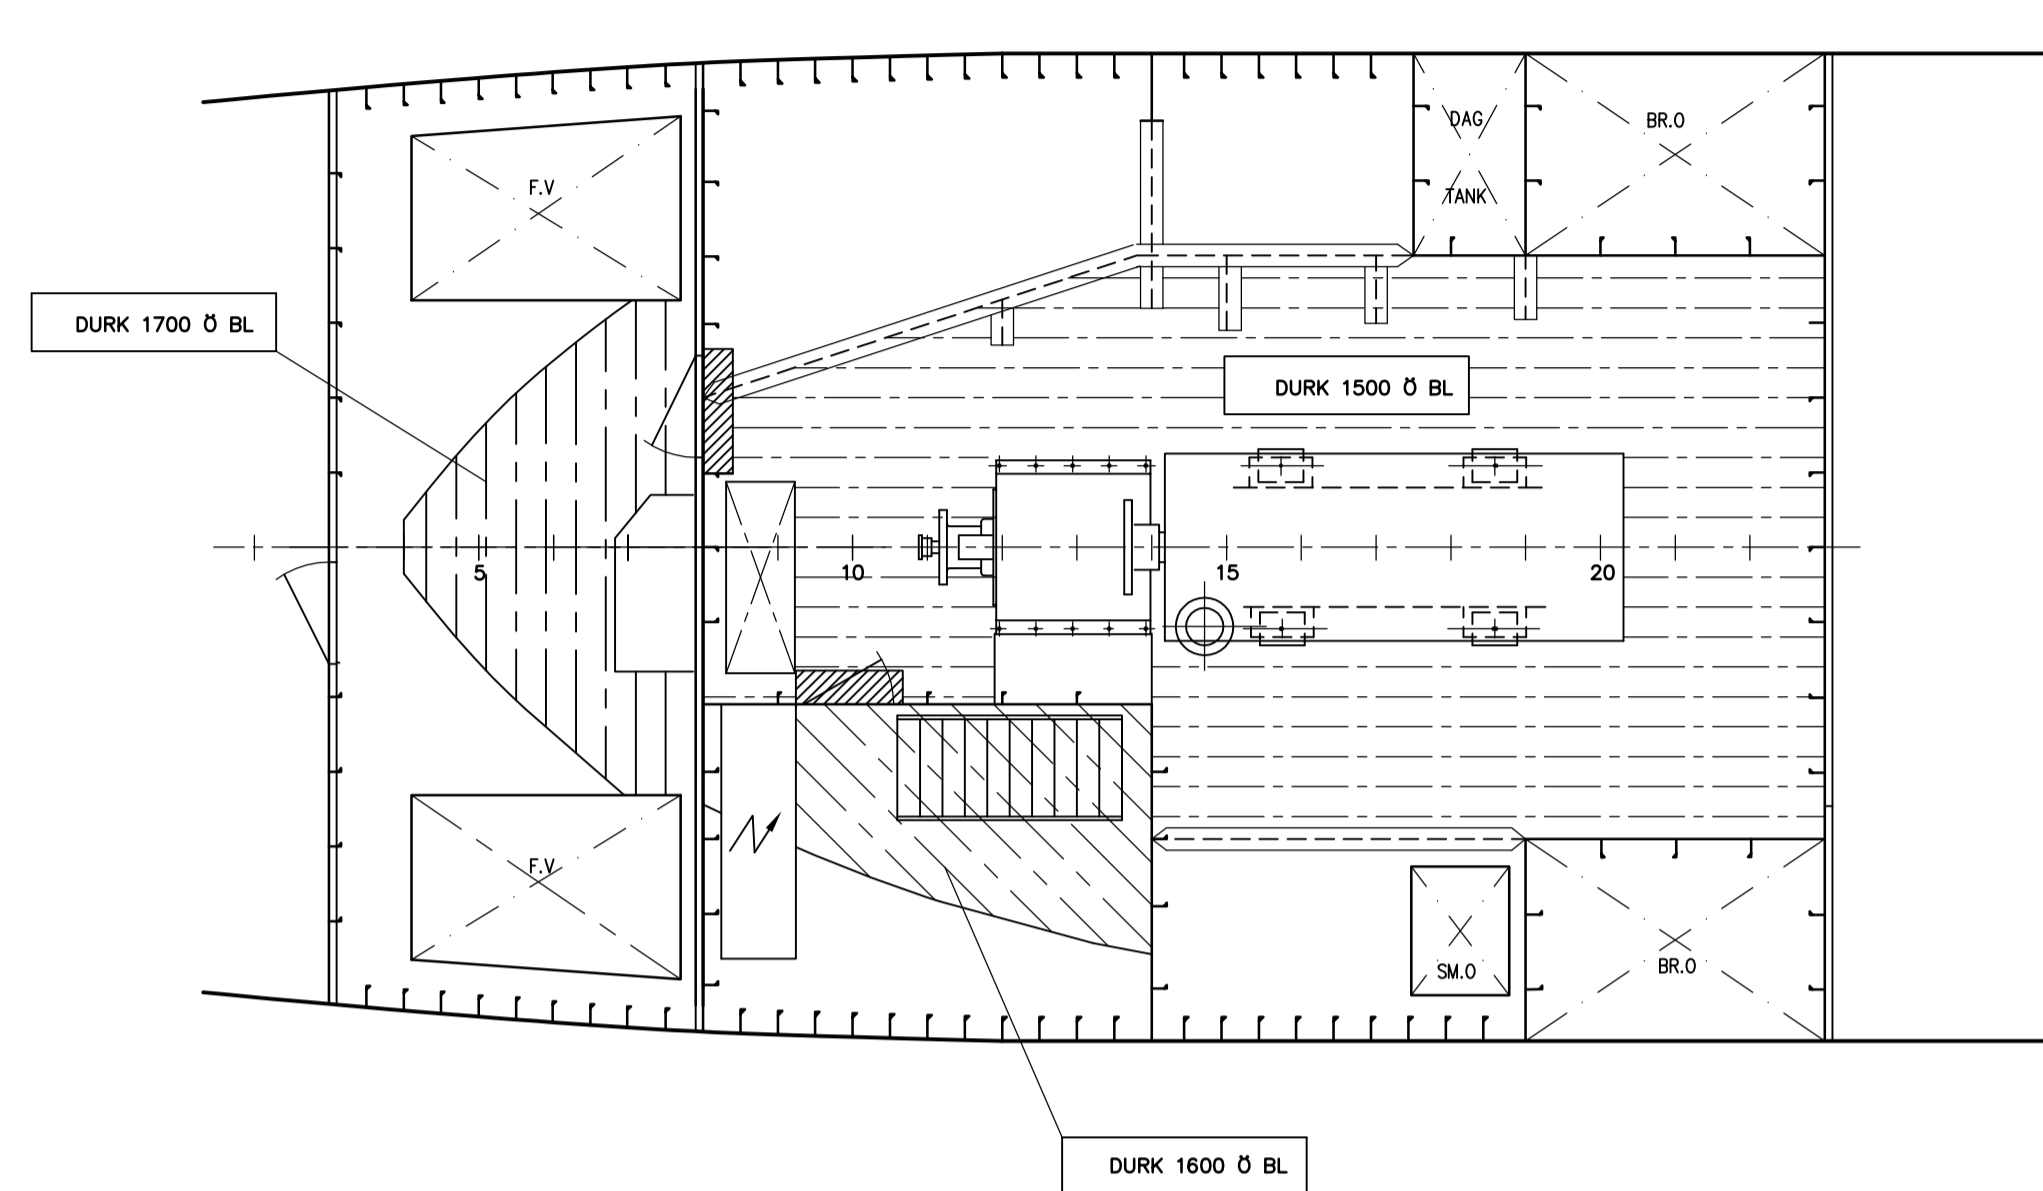 DAG
BR.O
F.V
TANK
DURK 1700 Ö BL
DURK 1500 Ö BL
5
10
15
20
F.V
SM.O
BR.O
DURK 1600 Ö BL